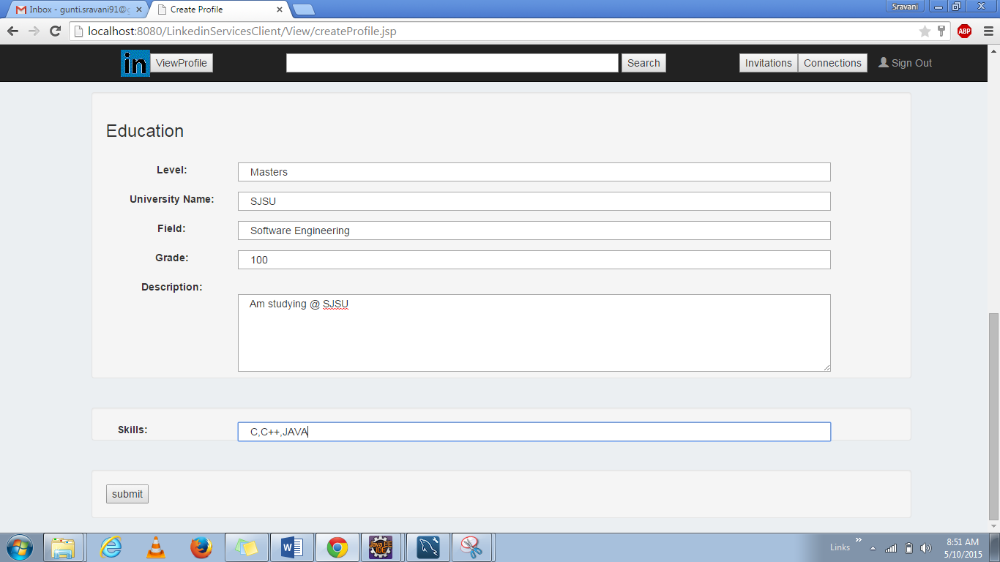 Inbox - gunti.sravani91@g
Create Profile
Sravani
localhost:8080/LinkedinServicesClient/View/createProfile.jsp
ABP
in
ViewProfile
Search
Invitations
Connections
Sign Out
Education
Level:
Masters
University Name:
SJSU
Field:
Software Engineering
Grade:
100
Description:
Am studying @ SJSU
Skills:
C,C++,JAVA
submit
Java EE
IDE
Links
8:51 AM
5/10/2015